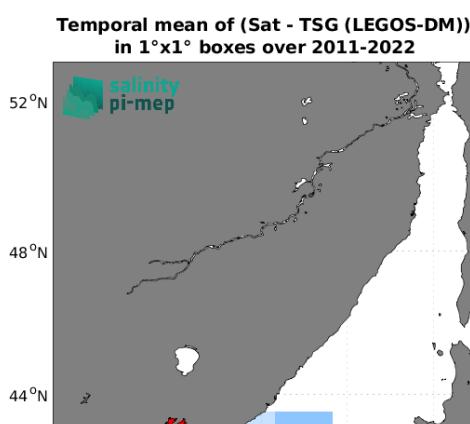 Temporal mean of (Sat - TSG (LEGOS-DM))
in 1°x1° boxes over 2011-2022
salinity
pi-mep
52°N
48°N
44°N